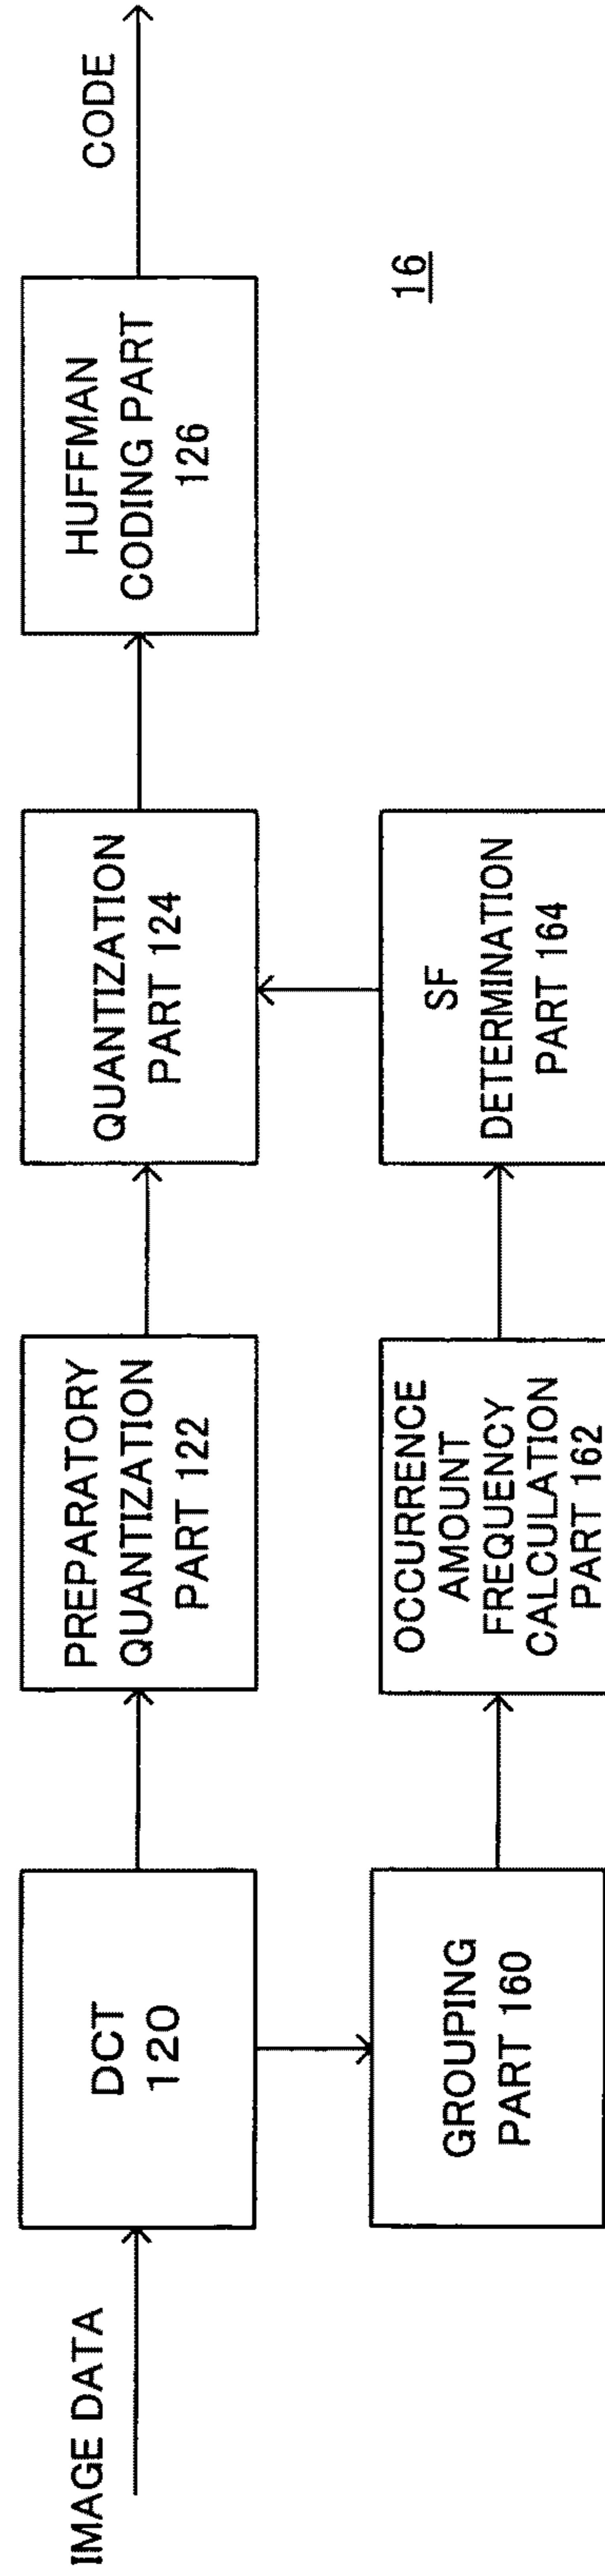 IMAGE DATA
DCT
120
PREPARATORY
QUANTIZATION
PART 122
QUANTIZATION
PART 124
HUFFMAN
CODING PART
126
CODE
GROUPING
PART 160
OCCURRENCE
AMOUNT
FREQUENCY
CALCULATION
PART 162
SF
DETERMINATION
PART 164
16